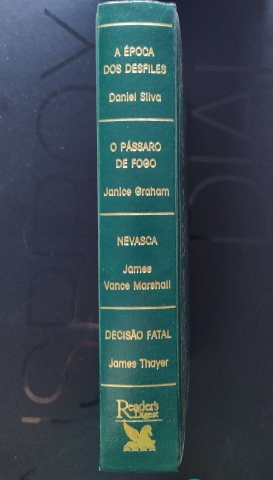 A ÉPOCA
DOS DESFILES
Daniel Silva
O PÁSSARO
DE FOGO
Janice Graham
NEVASCA
James
Vance Marshall
DECISÃO FATAL
James Thayer
Reader's
Digest